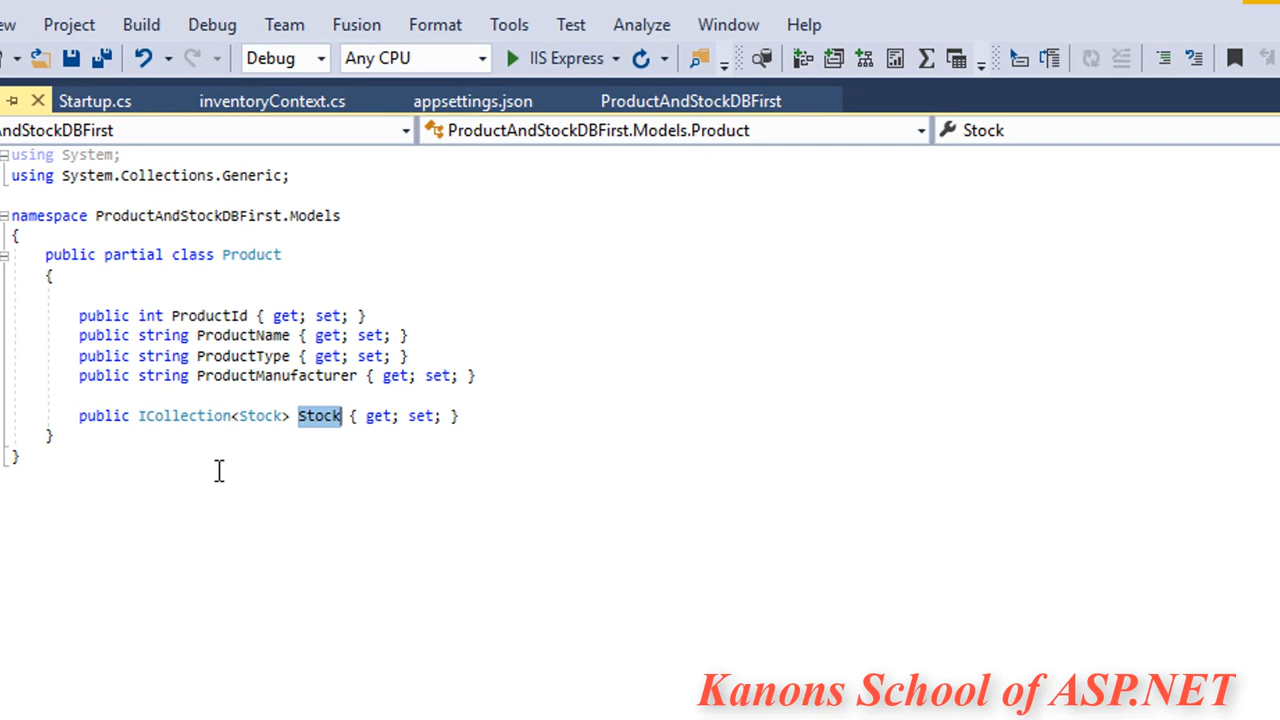 ew Project Build Debug Team Fusion Format Tools Test Analyze Window Help
Debug Any CPU IIS Express
Startup.cs inventoryContext.cs appsettings.json ProductAndStockDBFirst
AndStockDBFirst ProductAndStockDBFirst.Models.Product Stock
using System;
using System.Collections.Generic;
namespace ProductAndStockDBFirst.Models
{
public partial class Product
{
public int ProductId { get; set; }
public string ProductName { get; set; }
public string ProductType { get; set; }
public string ProductManufacturer { get; set; }
public ICollection<Stock> Stock { get; set; }
}
}
Kanons School of ASP.NET